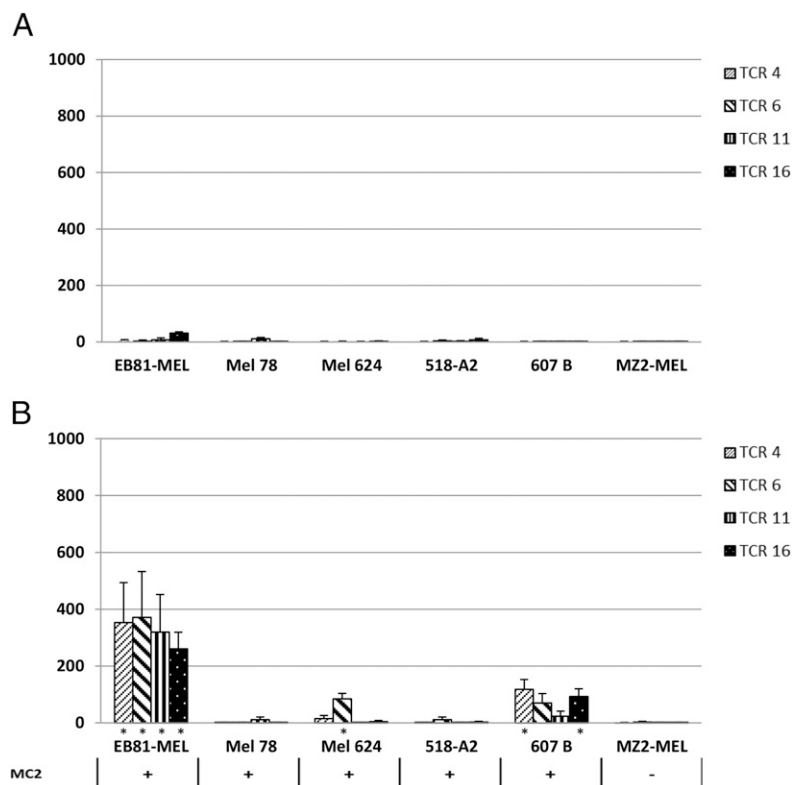 A
1000
800
600
400
200
0
EB81-MEL Mel 78 Mel 624 518-A2 607 B MZ2-MEL
TCR 4
TCR 6
TCR 11
TCR 16
B
1000
800
600
400
200
0
* * * * * * *
EB81-MEL Mel 78 Mel 624 518-A2 607 B MZ2-MEL
MC2 + + + + + -
TCR 4
TCR 6
TCR 11
TCR 16